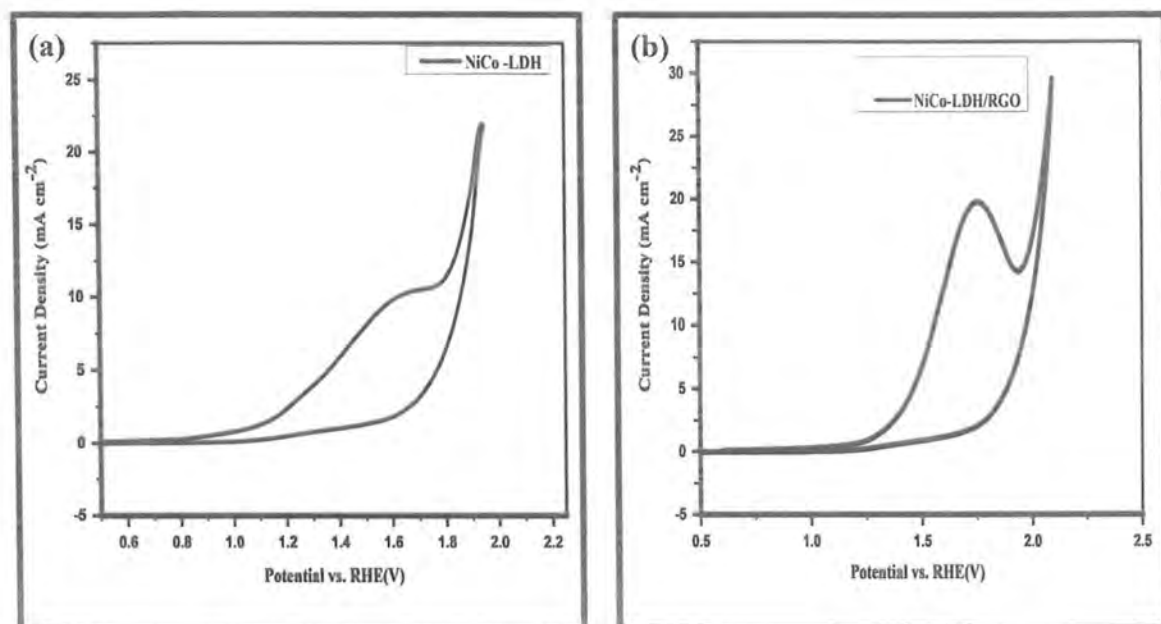 (a)
NiCo -LDH
Current Density (mA cm⁻²)
25
20
15
10
5
0
-5
0.6 0.8 1.0 1.2 1.4 1.6 1.8 2.0 2.2
Potential vs. RHE(V)
(b)
NiCo-LDH/RGO
Current Density (mA cm⁻²)
30
25
20
15
10
5
0
-5
0.5 1.0 1.5 2.0 2.5
Potential vs. RHE(V)